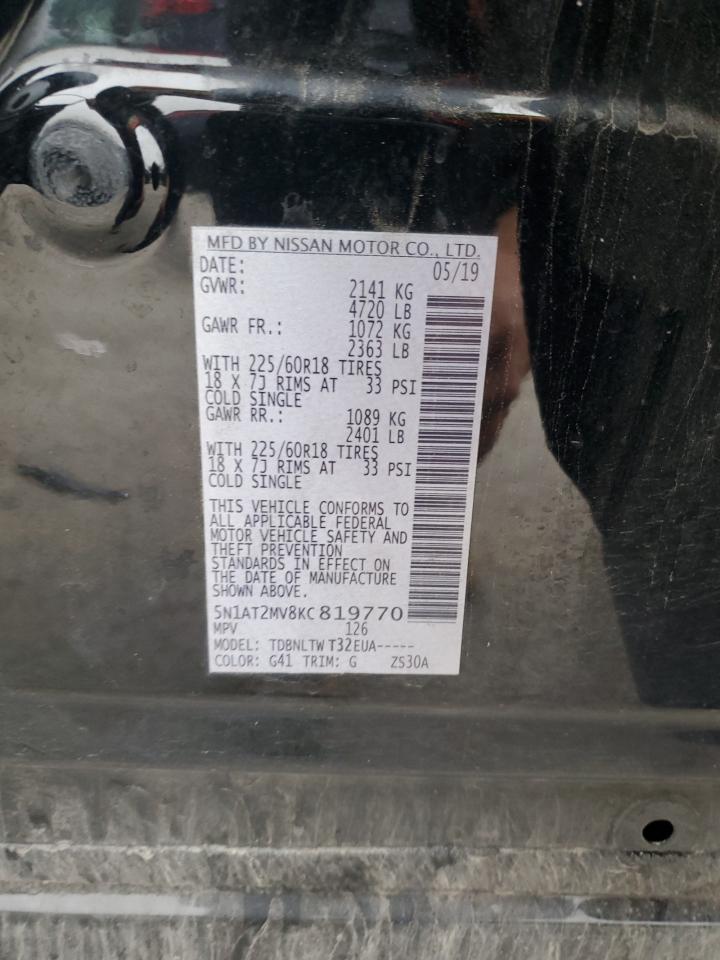 MFD BY NISSAN MOTOR CO., LTD.
DATE: 05/19
GVWR: 2141 KG
4720 LB
GAWR FR.: 1072 KG
2363 LB
WITH 225/60R18 TIRES
18 X 7J RIMS AT 33 PSI
COLD SINGLE
GAWR RR.: 1089 KG
2401 LB
WITH 225/60R18 TIRES
18 X 7J RIMS AT 33 PSI
COLD SINGLE
THIS VEHICLE CONFORMS TO
ALL APPLICABLE FEDERAL
MOTOR VEHICLE SAFETY AND
THEFT PREVENTION
STANDARDS IN EFFECT ON
THE DATE OF MANUFACTURE
SHOWN ABOVE.
5N1AT2MV8KC819770
MPV 126
MODEL: TDBNLTW T32EUA-----
COLOR: G41 TRIM: G ZS30A